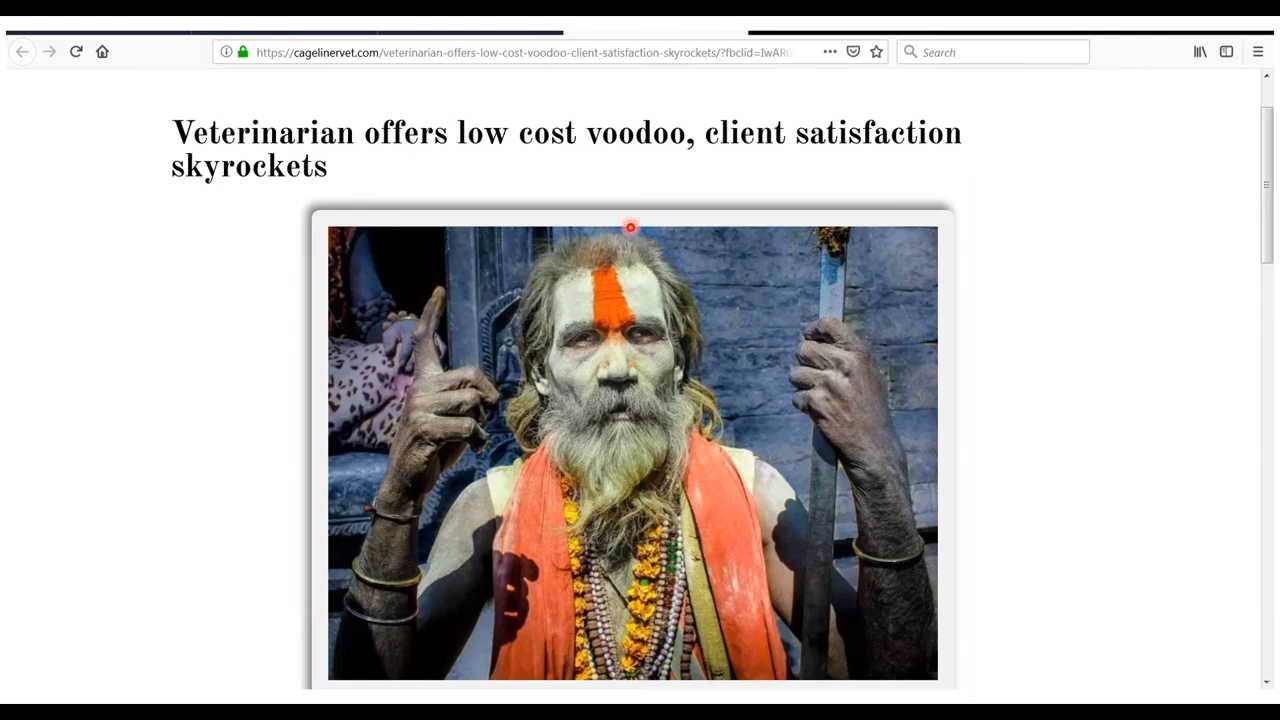 https://cagelinervet.com/veterinarian-offers-low-cost-voodoo-client-satisfaction-skyrockets/?fbclid=IwAR
Search
Veterinarian offers low cost voodoo, client satisfaction
skyrockets